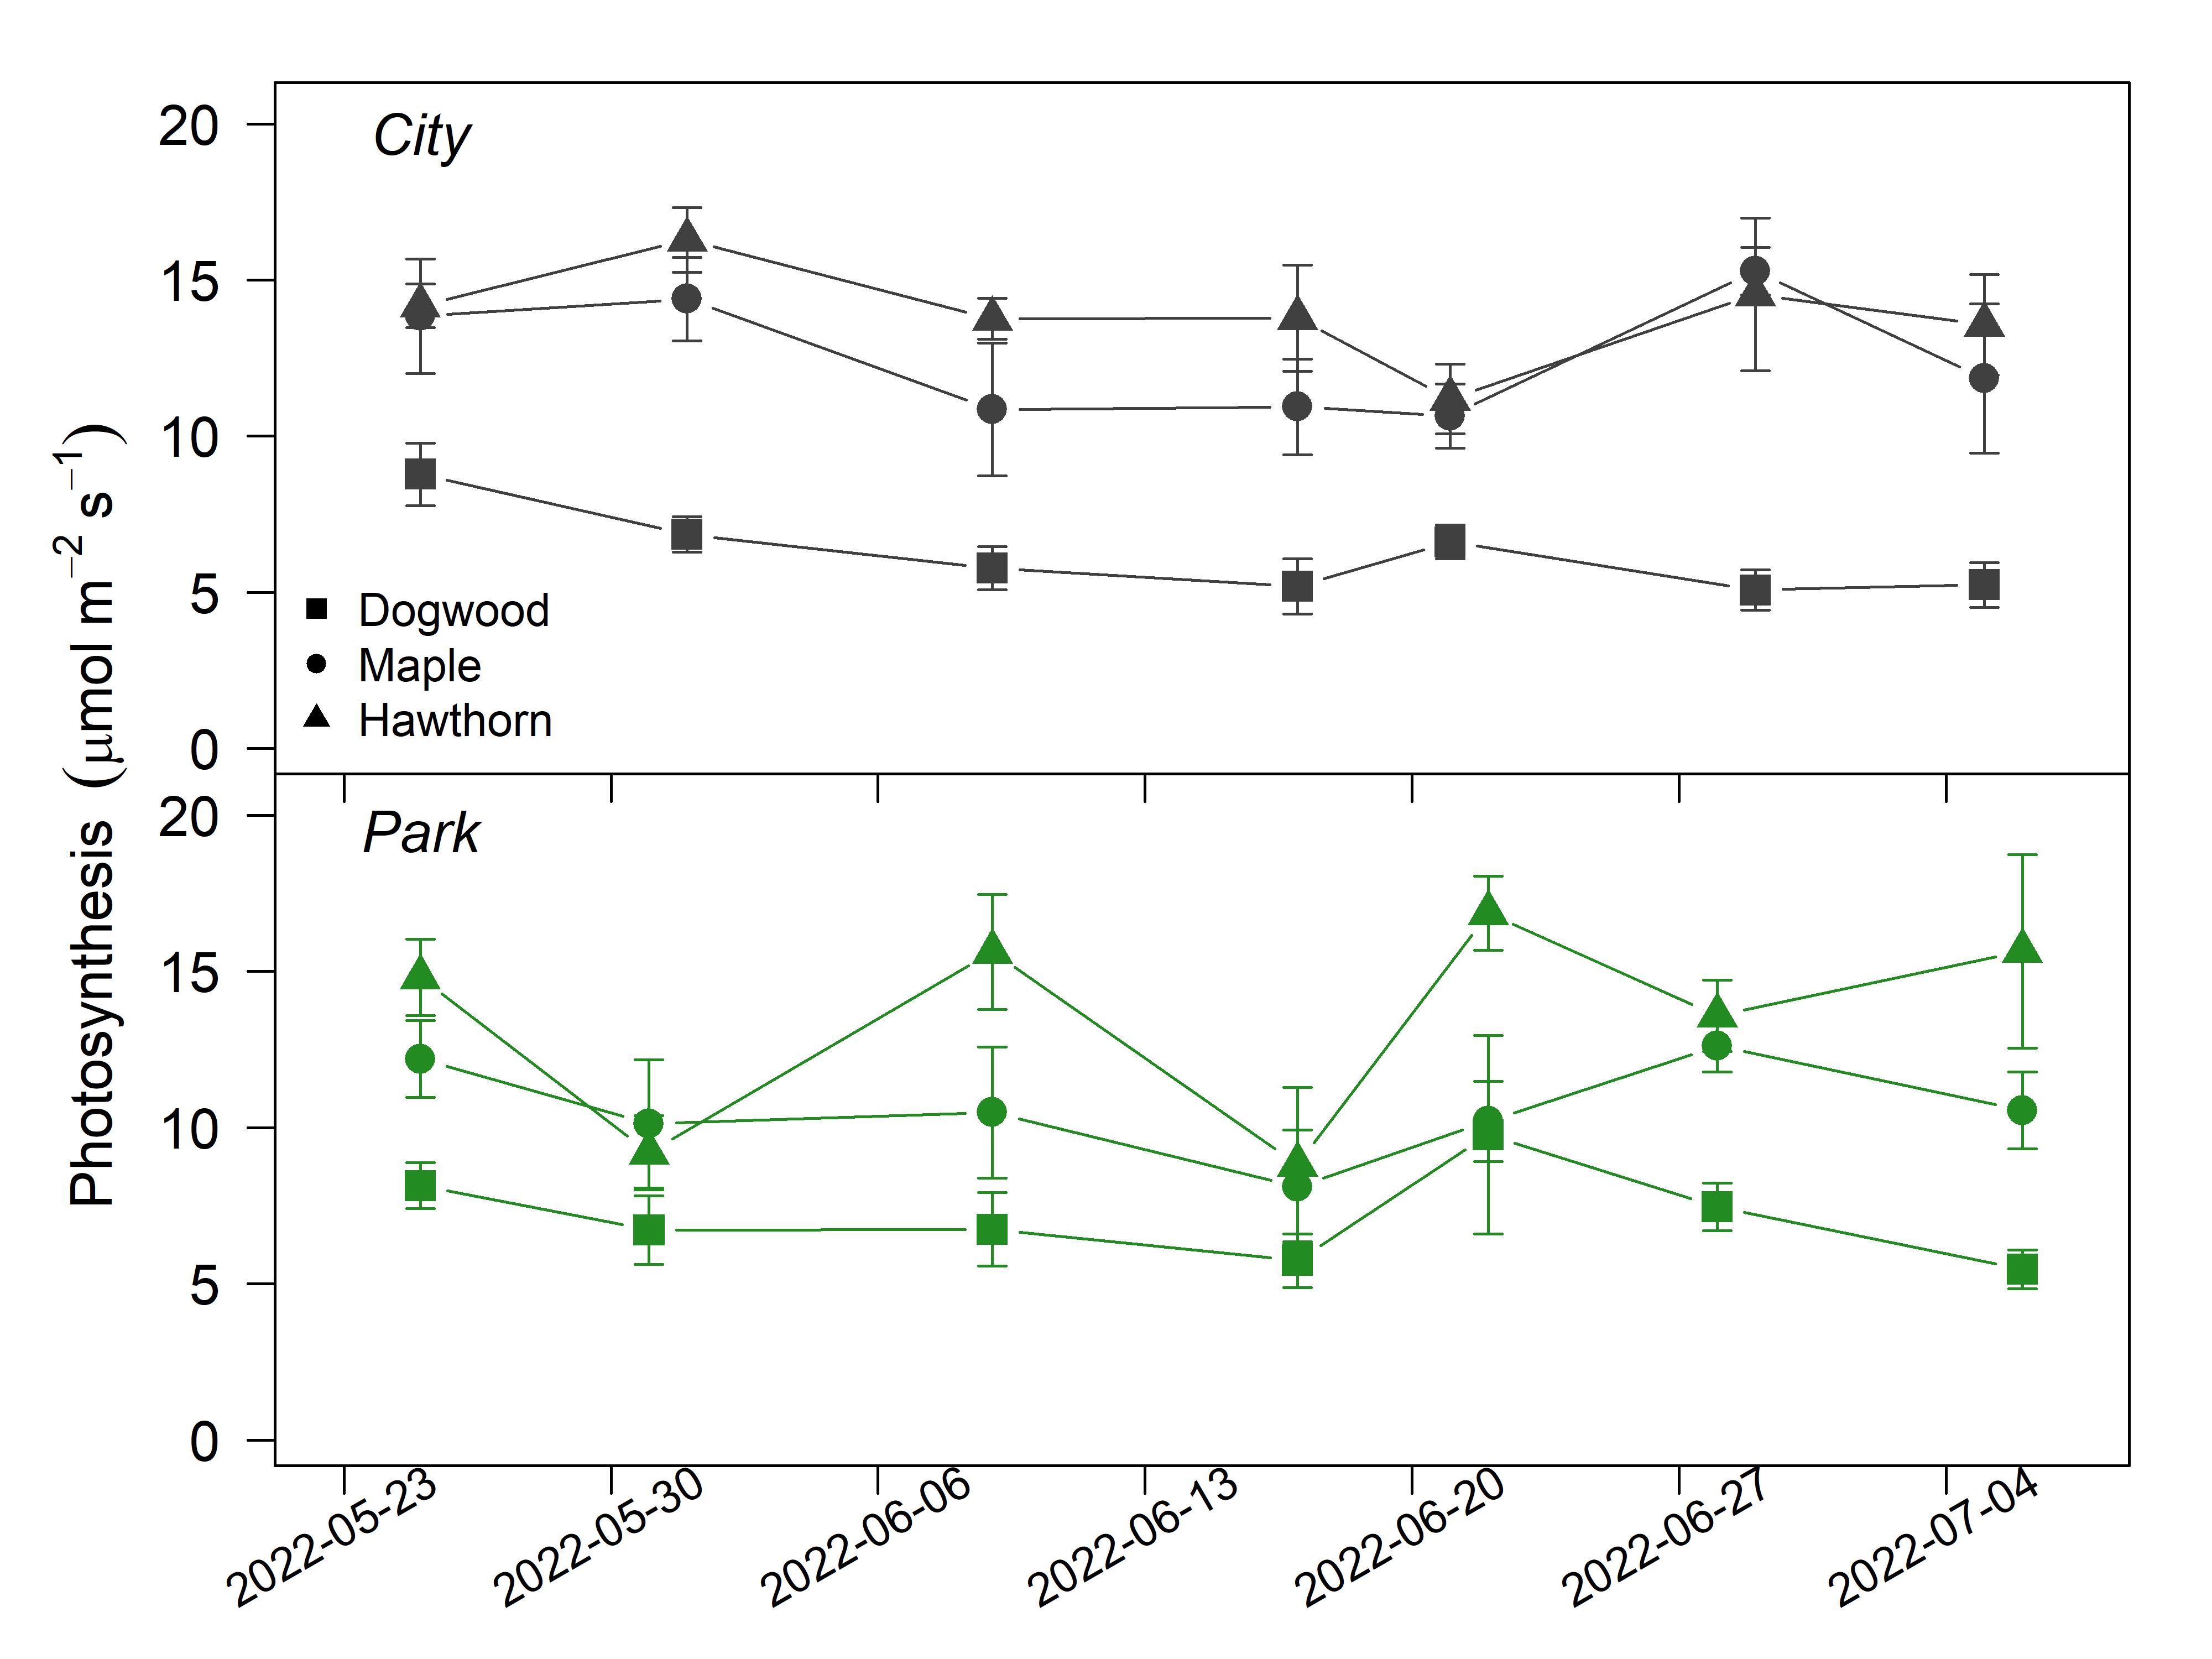 City
20
15
10
5
0
Dogwood
Maple
Hawthorn
Photosynthesis (μmol m⁻² s⁻¹)
Park
20
15
10
5
0
2022-05-23
2022-05-30
2022-06-06
2022-06-13
2022-06-20
2022-06-27
2022-07-04